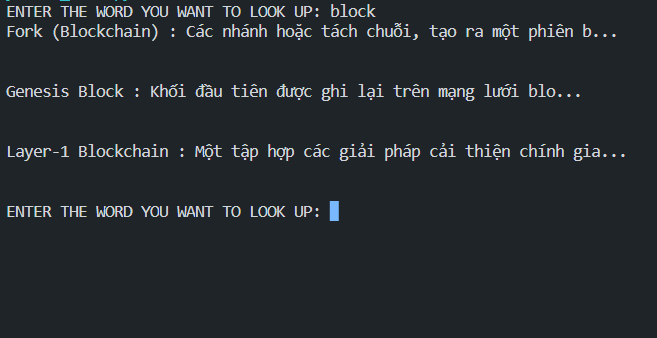 ENTER THE WORD YOU WANT TO LOOK UP: block
Fork (Blockchain) : Các nhánh hoặc tách chuỗi, tạo ra một phiên b...
Genesis Block : Khối đầu tiên được ghi lại trên mạng lưới blo...
Layer-1 Blockchain : Một tập hợp các giải pháp cải thiện chính gia...
ENTER THE WORD YOU WANT TO LOOK UP: